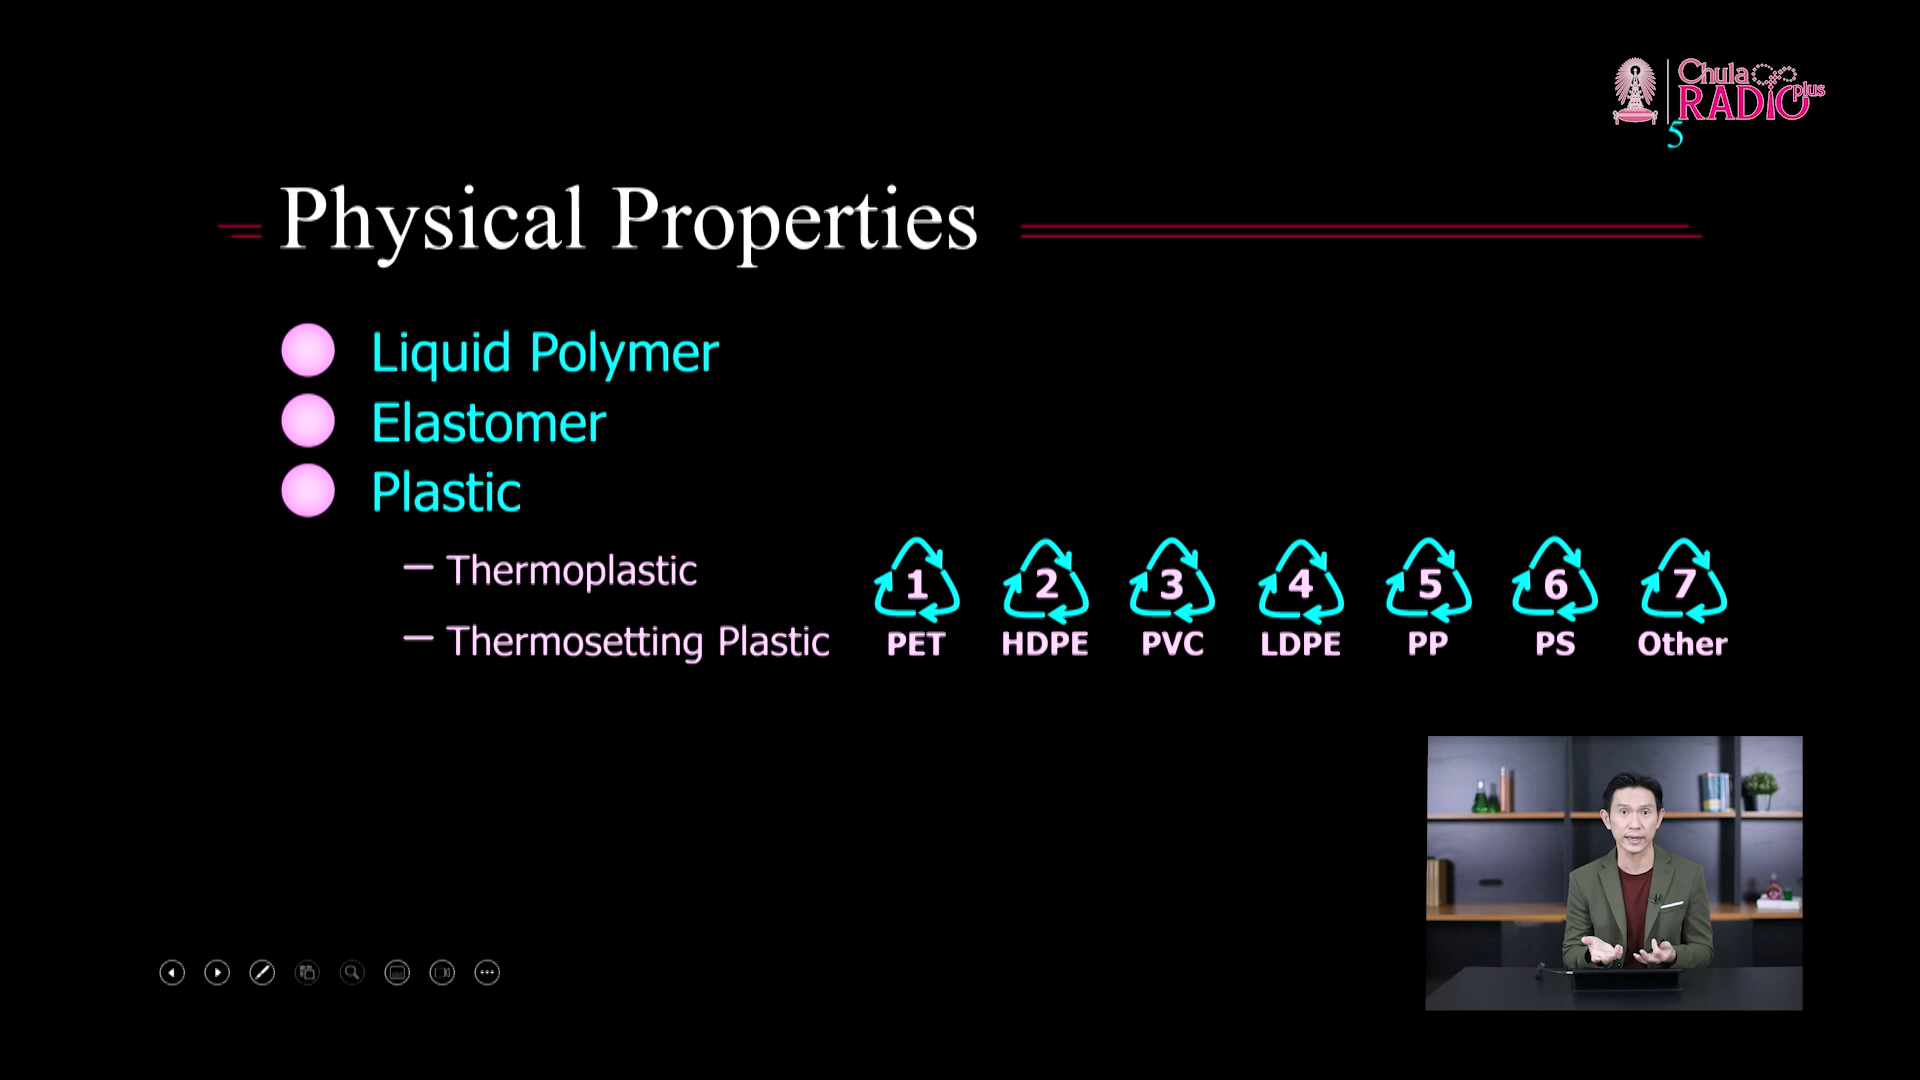 Chula
RADIO plus
5
Physical Properties
Liquid Polymer
Elastomer
Plastic
– Thermoplastic
– Thermosetting Plastic
1 2 3 4 5 6 7
PET HDPE PVC LDPE PP PS Other